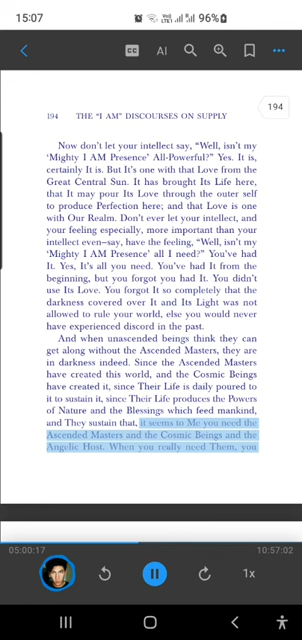 15:07
96%
CC AI
194
194 THE “I AM” DISCOURSES ON SUPPLY
Now don’t let your intellect say, “Well, isn’t my
‘Mighty I AM Presence’ All-Powerful?” Yes. It is,
certainly It is. But It’s one with that Love from the
Great Central Sun. It has brought Its Life here,
that It may pour Its Love through the outer self
to produce Perfection here; and that Love is one
with Our Realm. Don’t ever let your intellect, and
your feeling especially, more important than your
intellect even—say, have the feeling, “Well, isn’t my
‘Mighty I AM Presence’ all I need?” You’ve had
It. Yes, It’s all you need. You’ve had It from the
beginning, but you forgot you had It. You didn’t
use Its Love. You forgot It so completely that the
darkness covered over It and Its Light was not
allowed to rule your world, else you would never
have experienced discord in the past.
And when unascended beings think they can
get along without the Ascended Masters, they are
in darkness indeed. Since the Ascended Masters
have created this world, and the Cosmic Beings
have created it, since Their Life is daily poured to
it to sustain it, since Their Life produces the Powers
of Nature and the Blessings which feed mankind,
and They sustain that, it seems to Me you need the
Ascended Masters and the Cosmic Beings and the
Angelic Host. When you really need Them, you
05:00:17 10:57:02
1x